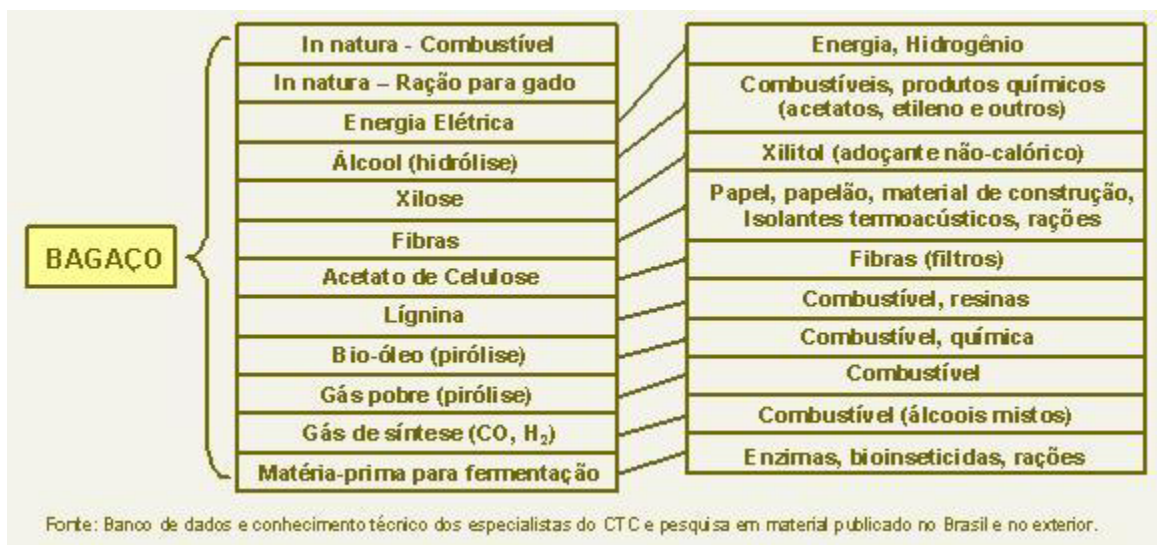 BAGAÇO
In natura - Combustível
In natura – Ração para gado
Energia Elétrica
Álcool (hidrólise)
Xilose
Fibras
Acetato de Celulose
Lígnina
Bio-óleo (pirólise)
Gás pobre (pirólise)
Gás de síntese (CO, H₂)
Matéria-prima para fermentação
Energia, Hidrogênio
Combustíveis, produtos químicos
(acetatos, etileno e outros)
Xilitol (adoçante não-calórico)
Papel, papelão, material de construção,
Isolantes termoacústicos, rações
Fibras (filtros)
Combustível, resinas
Combustível, química
Combustível
Combustível (álcoois mistos)
Enzimas, bioinseticidas, rações
Fonte: Banco de dados e conhecimento técnico dos especialistas do CTC e pesquisa em material publicado no Brasil e no exterior.